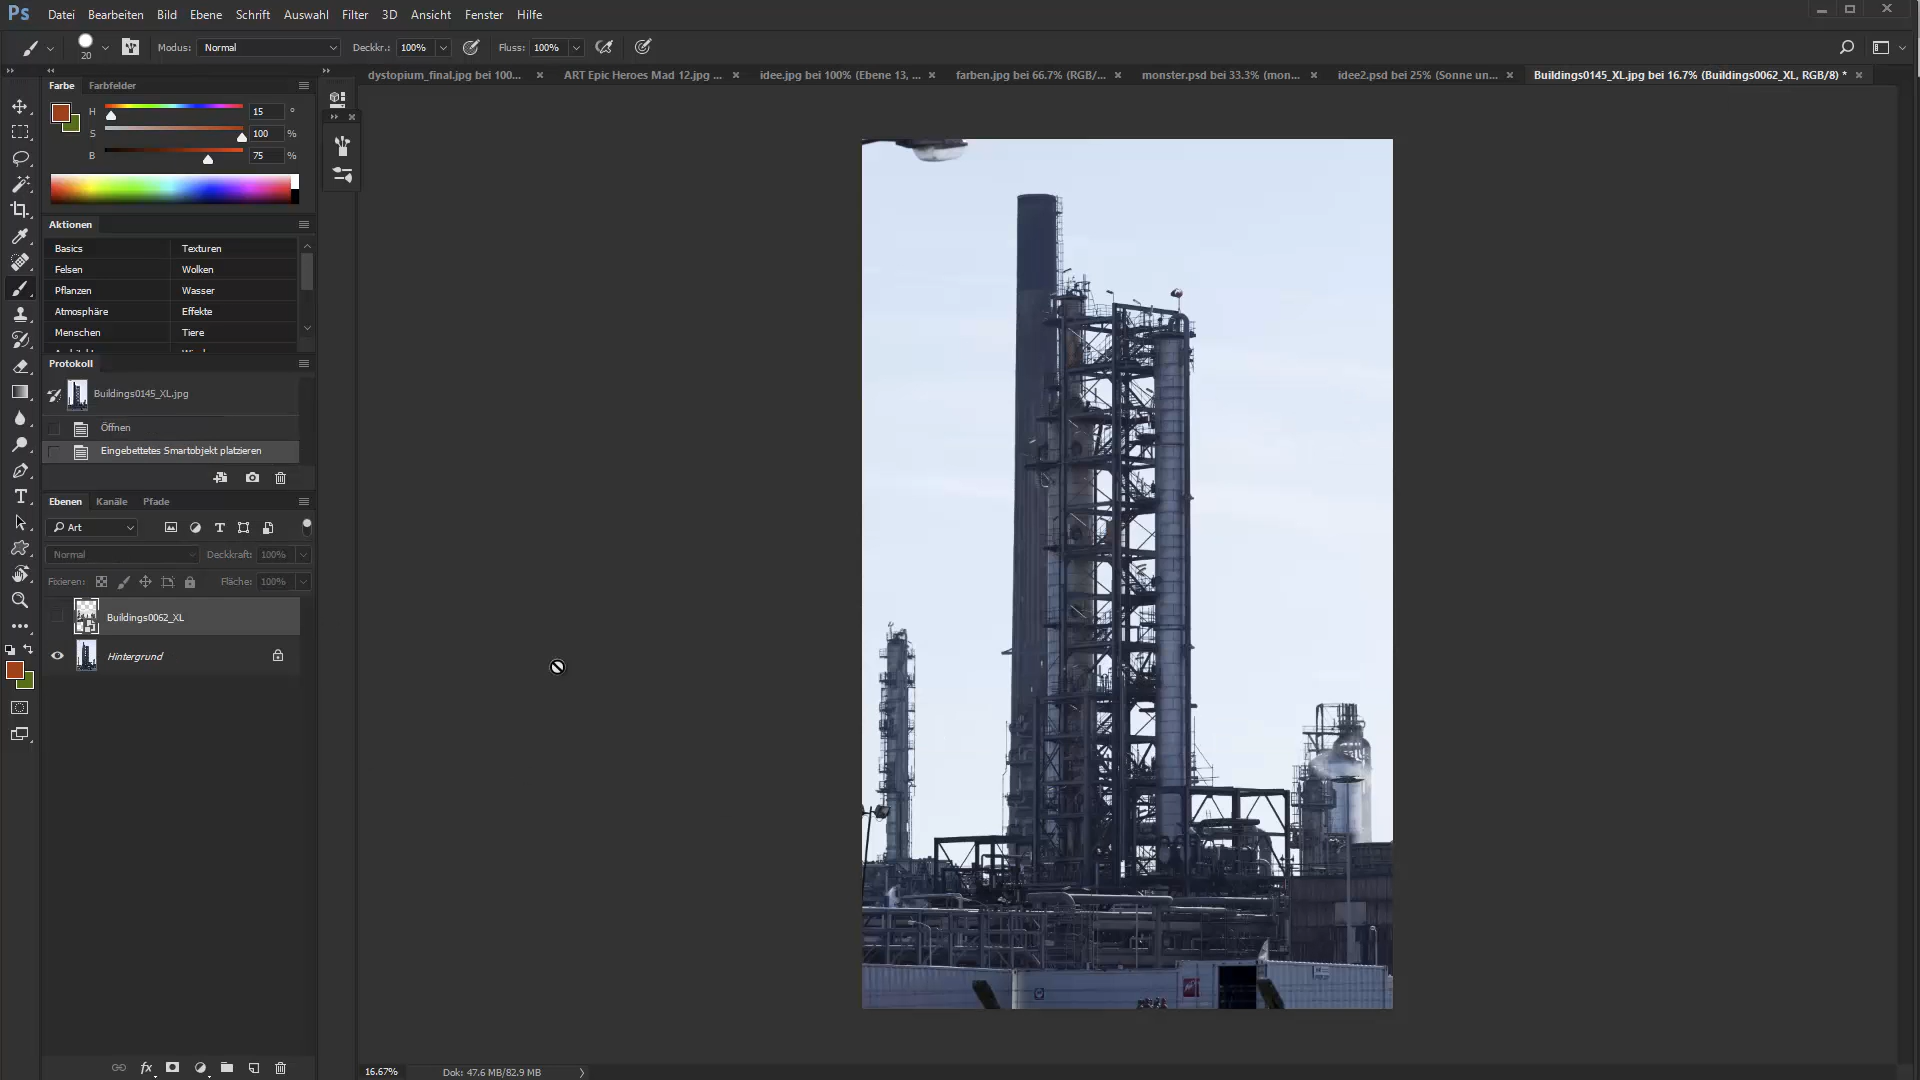 Ps Datei Bearbeiten Bild Ebene Schrift Auswahl Filter 3D Ansicht Fenster Hilfe
20 Modus: Normal Deckkr.: 100% Fluss: 100%
dystopium_final.jpg bei 100... ART Epic Heroes Mad 12.jpg ... idee.jpg bei 100% (Ebene 13, ... farben.jpg bei 66.7% (RGB/... monster.psd bei 33.3% (mon... idee2.psd bei 25% (Sonne un... Buildings0145_XL.jpg bei 16.7% (Buildings0062_XL, RGB/8) *
Farbe Farbfelder
H 15 °
S 100 %
B 75 %
Aktionen
Basics Texturen
Felsen Wolken
Pflanzen Wasser
Atmosphäre Effekte
Menschen Tiere
Protokoll
Buildings0145_XL.jpg
Öffnen
Eingebettetes Smartobjekt platzieren
Ebenen Kanäle Pfade
Art
Normal Deckkraft: 100%
Fixieren: Fläche: 100%
Buildings0062_XL
Hintergrund
fx
16.67% Dok: 47.6 MB/82.9 MB